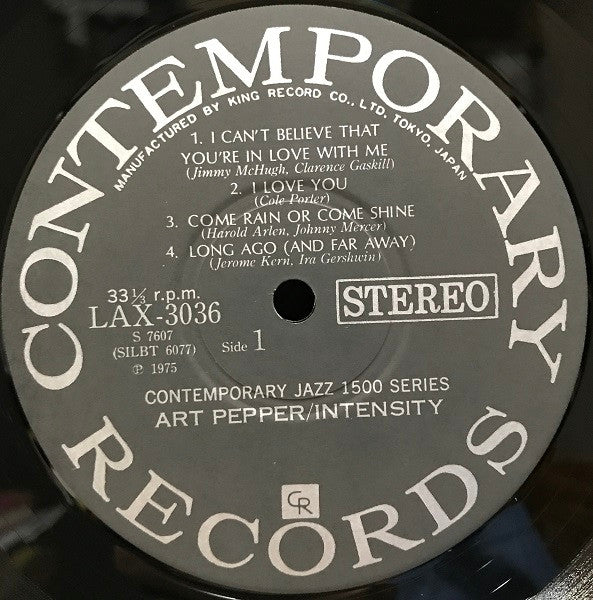 CONTEMPORARY
MANUFACTURED BY KING RECORD CO., LTD, TOKYO, JAPAN
1. I CAN'T BELIEVE THAT
YOU'RE IN LOVE WITH ME
(Jimmy McHugh, Clarence Gaskill)
2. I LOVE YOU
(Cole Porter)
3. COME RAIN OR COME SHINE
(Harold Arlen, Johnny Mercer)
4. LONG AGO (AND FAR AWAY)
(Jerome Kern, Ira Gershwin)
33 1/3 r.p.m.
LAX-3036
STEREO
S 7607
(SILBT 6077) Side 1
℗ 1975
CONTEMPORARY JAZZ 1500 SERIES
ART PEPPER/INTENSITY
CR
RECORDS